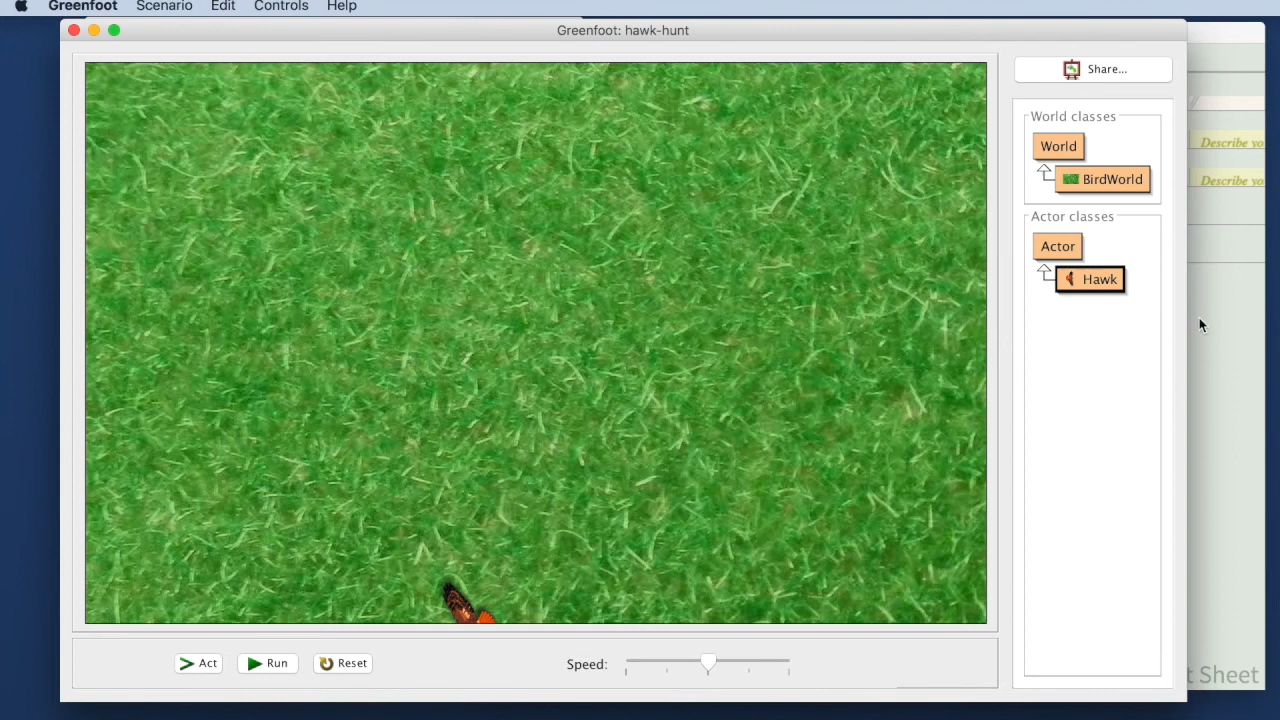 Greenfoot Scenario Edit Controls Help
Greenfoot: hawk-hunt
Share...
World classes
World
BirdWorld
Actor classes
Actor
Hawk
Describe yo
Describe yo
t Sheet
Act Run Reset Speed: